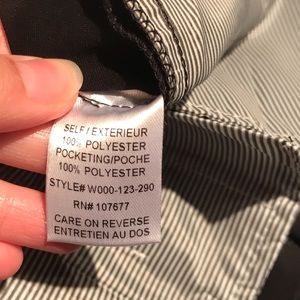 SELF/EXTERIEUR
100% POLYESTER
POCKETING/POCHE
100% POLYESTER
STYLE# W000-123-290
RN# 107677
CARE ON REVERSE
ENTRETIEN AU DOS